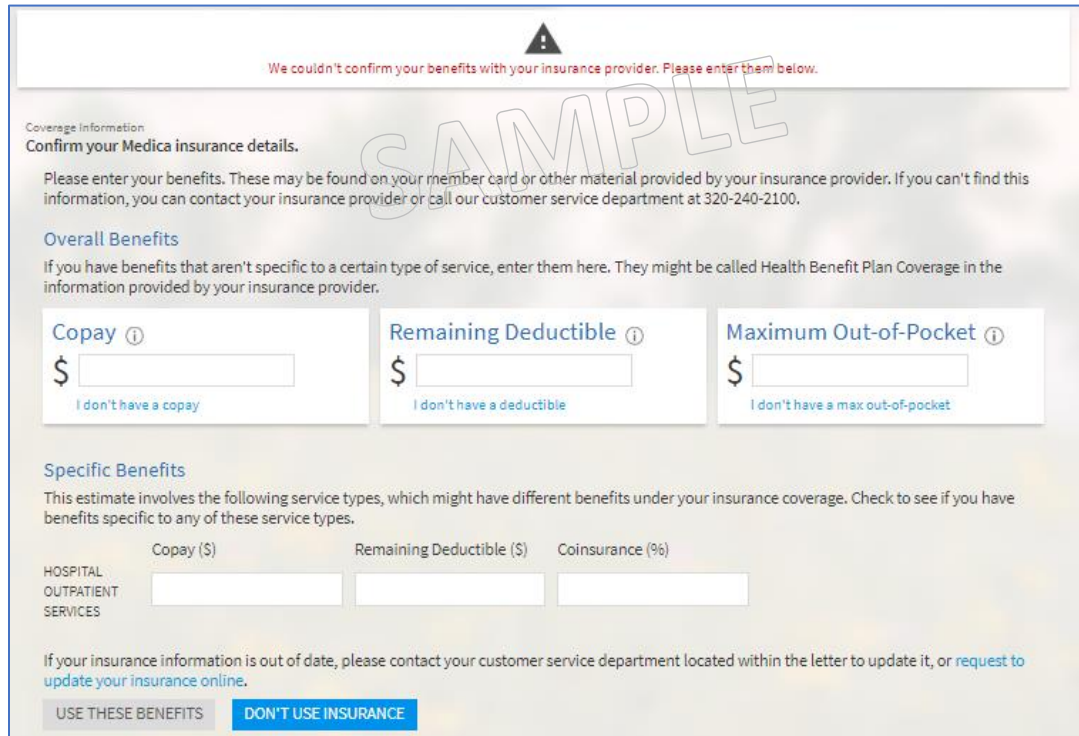 We couldn't confirm your benefits with your insurance provider. Please enter them below.
SAMPLE
Coverage Information
Confirm your Medica insurance details.
Please enter your benefits. These may be found on your member card or other material provided by your insurance provider. If you can't find this
information, you can contact your insurance provider or call our customer service department at 320-240-2100.
Overall Benefits
If you have benefits that aren't specific to a certain type of service, enter them here. They might be called Health Benefit Plan Coverage in the
information provided by your insurance provider.
Copay
$
I don't have a copay
Remaining Deductible
$
I don't have a deductible
Maximum Out-of-Pocket
$
I don't have a max out-of-pocket
Specific Benefits
This estimate involves the following service types, which might have different benefits under your insurance coverage. Check to see if you have
benefits specific to any of these service types.
Copay ($) Remaining Deductible ($) Coinsurance (%)
HOSPITAL
OUTPATIENT
SERVICES
If your insurance information is out of date, please contact your customer service department located within the letter to update it, or request to
update your insurance online.
USE THESE BENEFITS DON'T USE INSURANCE